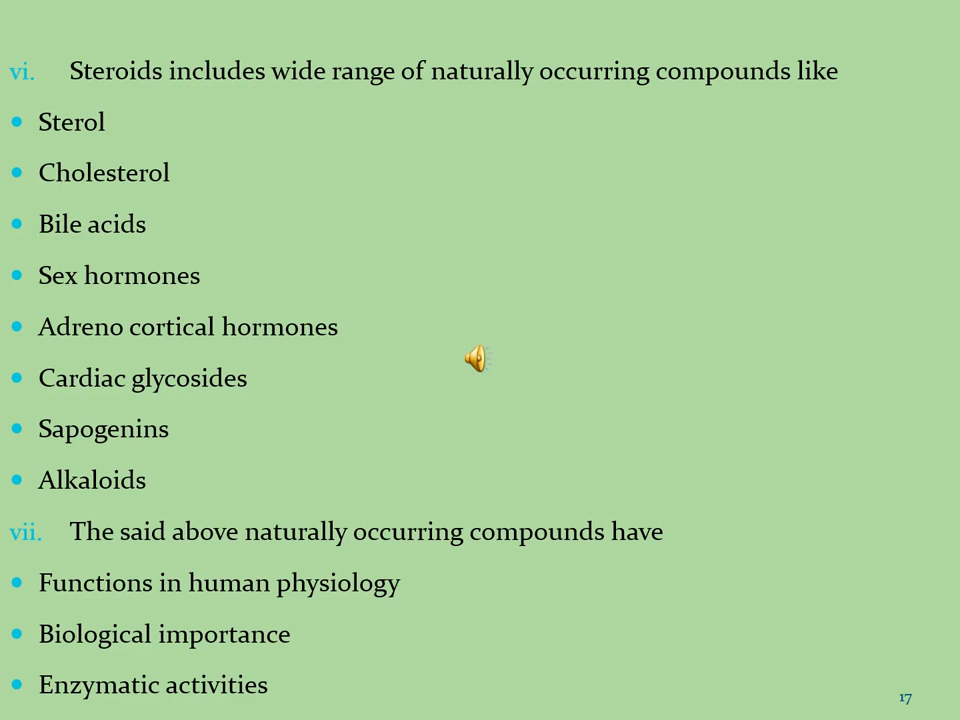 vi. Steroids includes wide range of naturally occurring compounds like
• Sterol
• Cholesterol
• Bile acids
• Sex hormones
• Adreno cortical hormones
• Cardiac glycosides
• Sapogenins
• Alkaloids
vii. The said above naturally occurring compounds have
• Functions in human physiology
• Biological importance
• Enzymatic activities
17